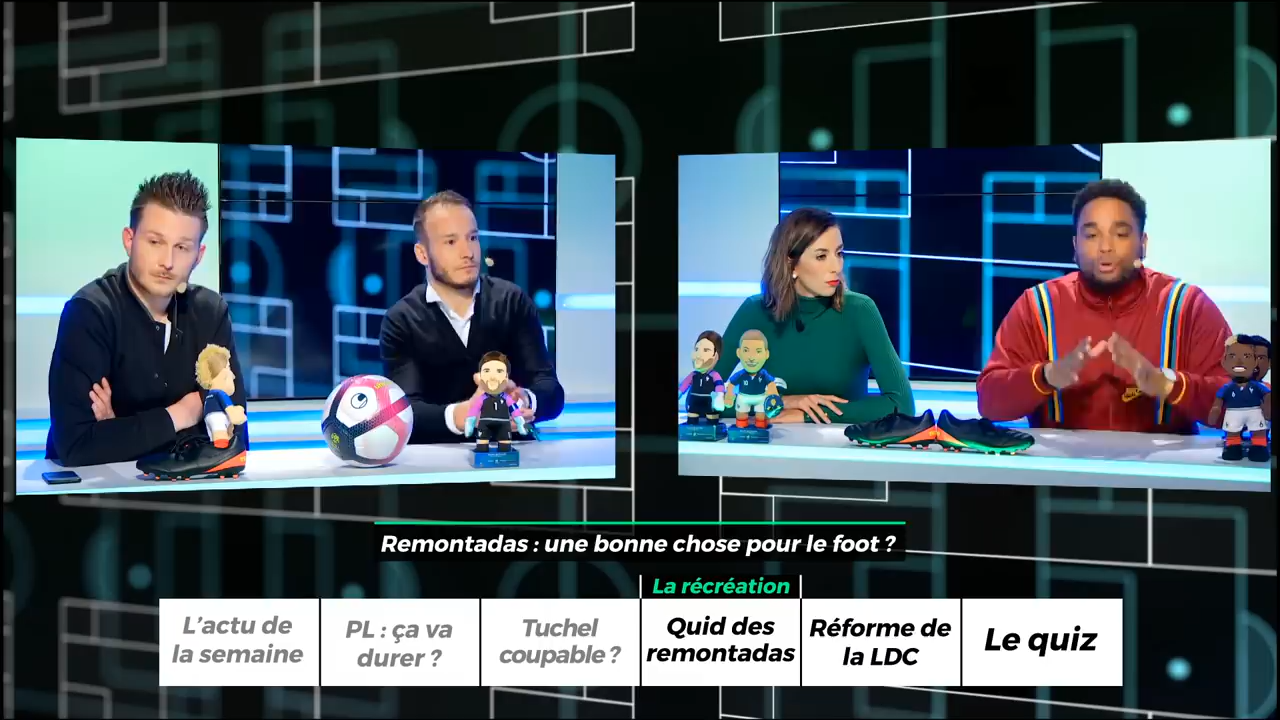 Remontadas : une bonne chose pour le foot ?
La récréation
L'actu de
la semaine
PL : ça va
durer ?
Tuchel
coupable ?
Quid des
remontadas
Réforme de
la LDC
Le quiz